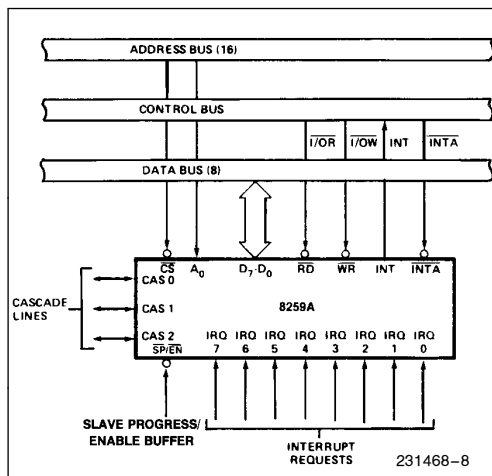 ADDRESS BUS (16)
CONTROL BUS
I/OR I/OW INT INTA
DATA BUS (8)
CS A0 D7-D0 RD WR INT INTA
CAS 0
CASCADE LINES
CAS 1
8259A
CAS 2
SP/EN
IRQ 7 IRQ 6 IRQ 5 IRQ 4 IRQ 3 IRQ 2 IRQ 1 IRQ 0
SLAVE PROGRESS/
ENABLE BUFFER
INTERRUPT
REQUESTS
231468-8